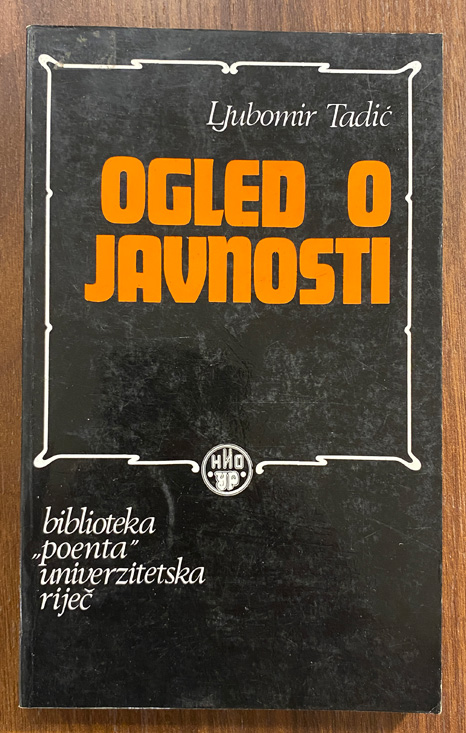 Ljubomir Tadić
OGLED O
JAVNOSTI
НИО
УР
biblioteka
„poenta”
univerzitetska
riječ